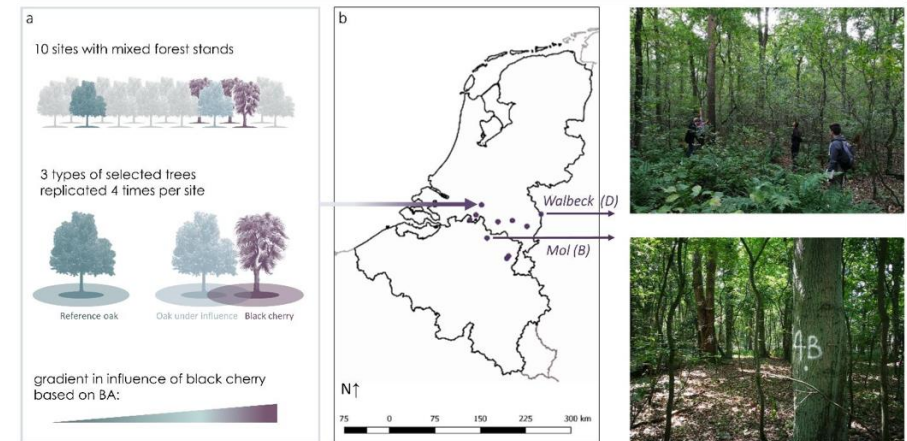 a
10 sites with mixed forest stands
3 types of selected trees
replicated 4 times per site
Reference oak
Oak under influence
Black cherry
gradient in influence of black cherry
based on BA:
b
Walbeck (D)
Mol (B)
N↑
75 0 75 150 225 300 km
AB